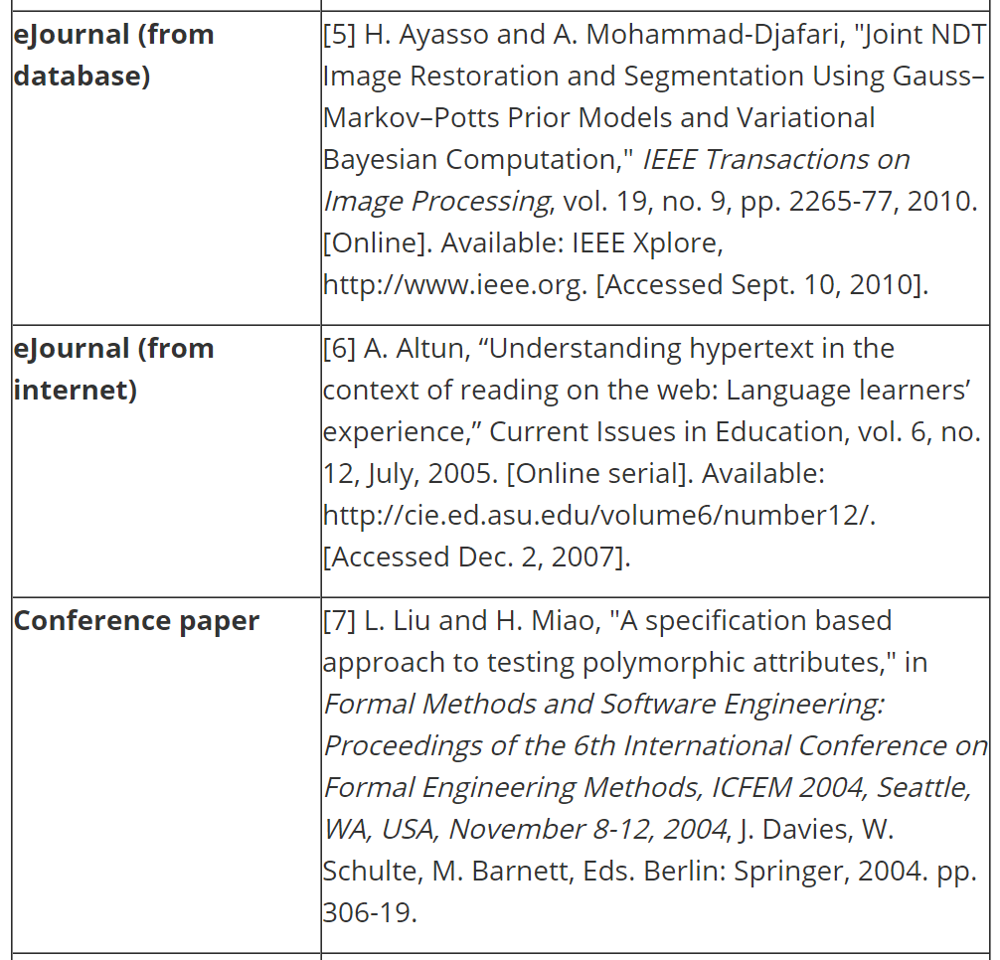 eJournal (from
database)
[5] H. Ayasso and A. Mohammad-Djafari, "Joint NDT
Image Restoration and Segmentation Using Gauss–
Markov–Potts Prior Models and Variational
Bayesian Computation," IEEE Transactions on
Image Processing, vol. 19, no. 9, pp. 2265-77, 2010.
[Online]. Available: IEEE Xplore,
http://www.ieee.org. [Accessed Sept. 10, 2010].
eJournal (from
internet)
[6] A. Altun, “Understanding hypertext in the
context of reading on the web: Language learners’
experience,” Current Issues in Education, vol. 6, no.
12, July, 2005. [Online serial]. Available:
http://cie.ed.asu.edu/volume6/number12/.
[Accessed Dec. 2, 2007].
Conference paper
[7] L. Liu and H. Miao, "A specification based
approach to testing polymorphic attributes," in
Formal Methods and Software Engineering:
Proceedings of the 6th International Conference on
Formal Engineering Methods, ICFEM 2004, Seattle,
WA, USA, November 8-12, 2004, J. Davies, W.
Schulte, M. Barnett, Eds. Berlin: Springer, 2004. pp.
306-19.